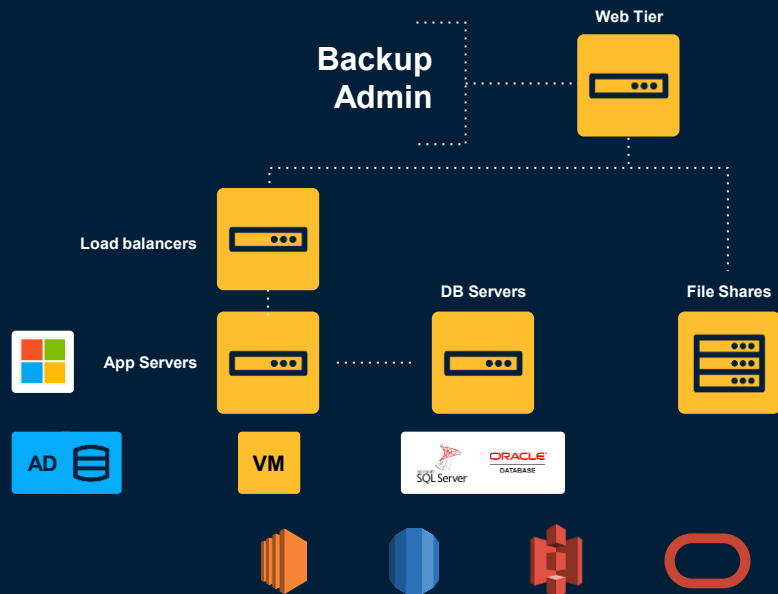 Web Tier
Backup
Admin
Load balancers
DB Servers
File Shares
App Servers
AD
VM
SQL Server
ORACLE
DATABASE